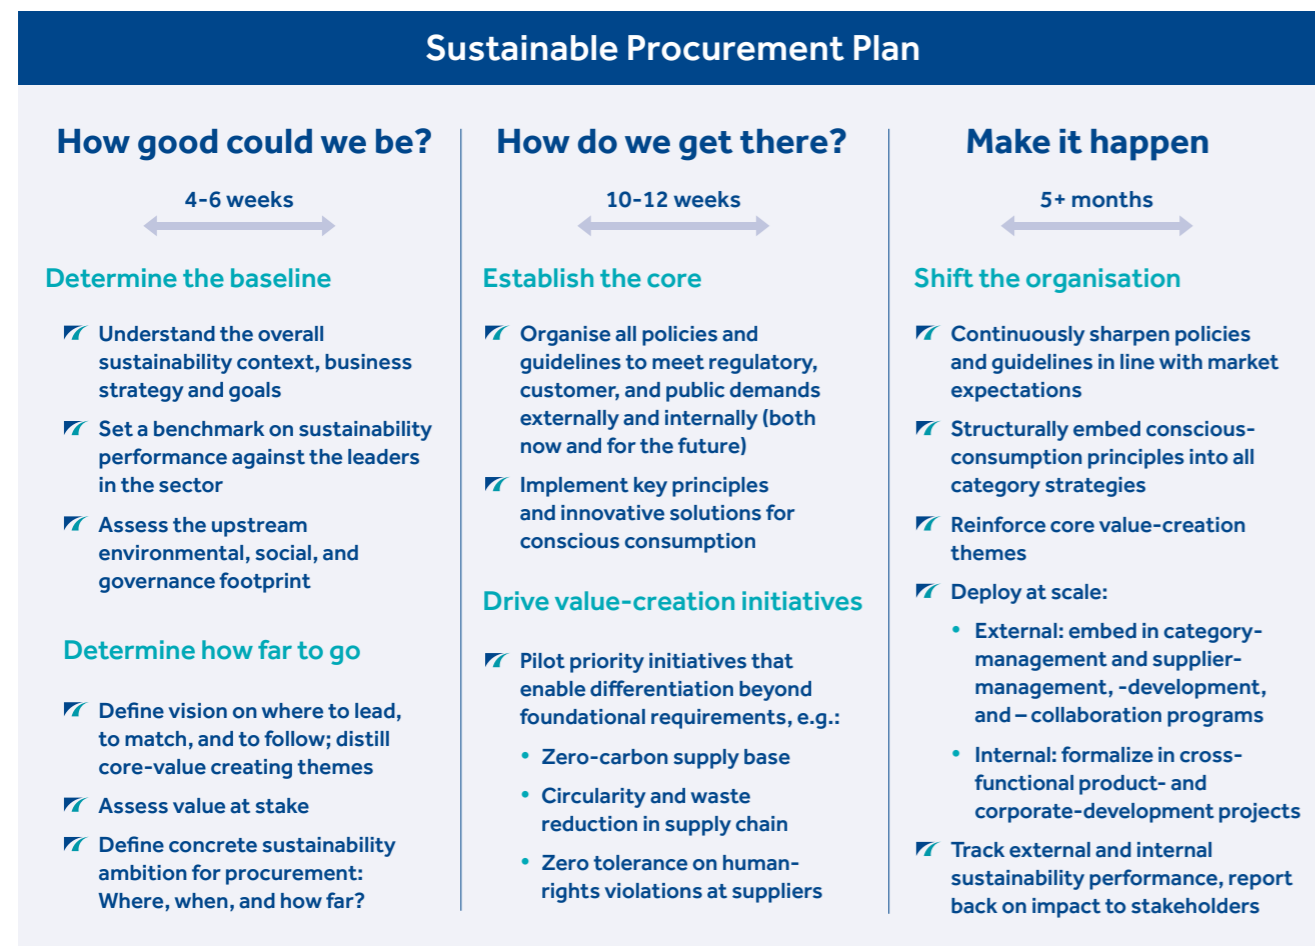 Sustainable Procurement Plan
How good could we be?
4-6 weeks
Determine the baseline
Understand the overall
sustainability context, business
strategy and goals
Set a benchmark on sustainability
performance against the leaders
in the sector
Assess the upstream
environmental, social, and
governance footprint
Determine how far to go
Define vision on where to lead,
to match, and to follow; distill
core-value creating themes
Assess value at stake
Define concrete sustainability
ambition for procurement:
Where, when, and how far?
How do we get there?
10-12 weeks
Establish the core
Organise all policies and
guidelines to meet regulatory,
customer, and public demands
externally and internally (both
now and for the future)
Implement key principles
and innovative solutions for
conscious consumption
Drive value-creation initiatives
Pilot priority initiatives that
enable differentiation beyond
foundational requirements, e.g.:
• Zero-carbon supply base
• Circularity and waste
reduction in supply chain
• Zero tolerance on human-
rights violations at suppliers
Make it happen
5+ months
Shift the organisation
Continuously sharpen policies
and guidelines in line with market
expectations
Structurally embed conscious-
consumption principles into all
category strategies
Reinforce core value-creation
themes
Deploy at scale:
• External: embed in category-
management and supplier-
management, -development,
and – collaboration programs
• Internal: formalize in cross-
functional product- and
corporate-development projects
Track external and internal
sustainability performance, report
back on impact to stakeholders